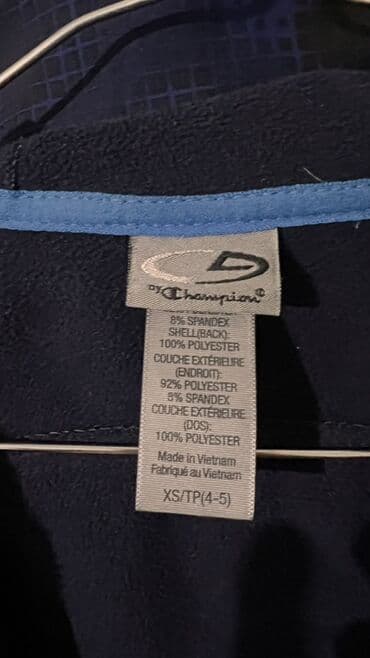 by Champion
8% SPANDEX
SHELL(BACK):
100% POLYESTER
COUCHE EXTÉRIEURE
(ENDROIT):
92% POLYESTER
8% SPANDEX
COUCHE EXTÉRIEURE
(DOS):
100% POLYESTER
Made in Vietnam
Fabriqué au Vietnam
XS/TP(4-5)